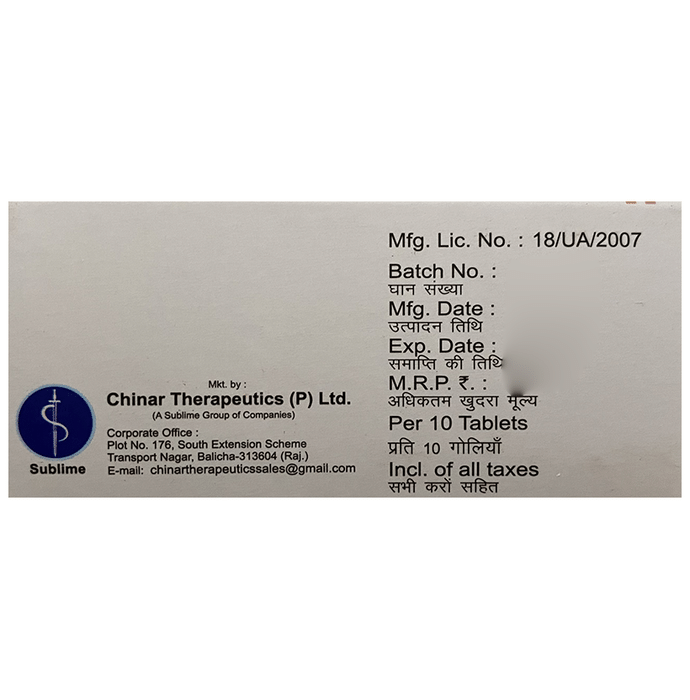 Mfg. Lic. No. : 18/UA/2007
Batch No. :
घान संख्या
Mfg. Date :
उत्पादन तिथि
Exp. Date :
समाप्ति की तिथि
M.R.P. ₹. :
अधिकतम खुदरा मूल्य
Per 10 Tablets
प्रति 10 गोलियाँ
Incl. of all taxes
सभी करों सहित
Mkt. by :
Chinar Therapeutics (P) Ltd.
(A Sublime Group of Companies)
Corporate Office :
Plot No. 176, South Extension Scheme
Transport Nagar, Balicha-313604 (Raj.)
E-mail: chinartherapeuticssales@gmail.com
Sublime